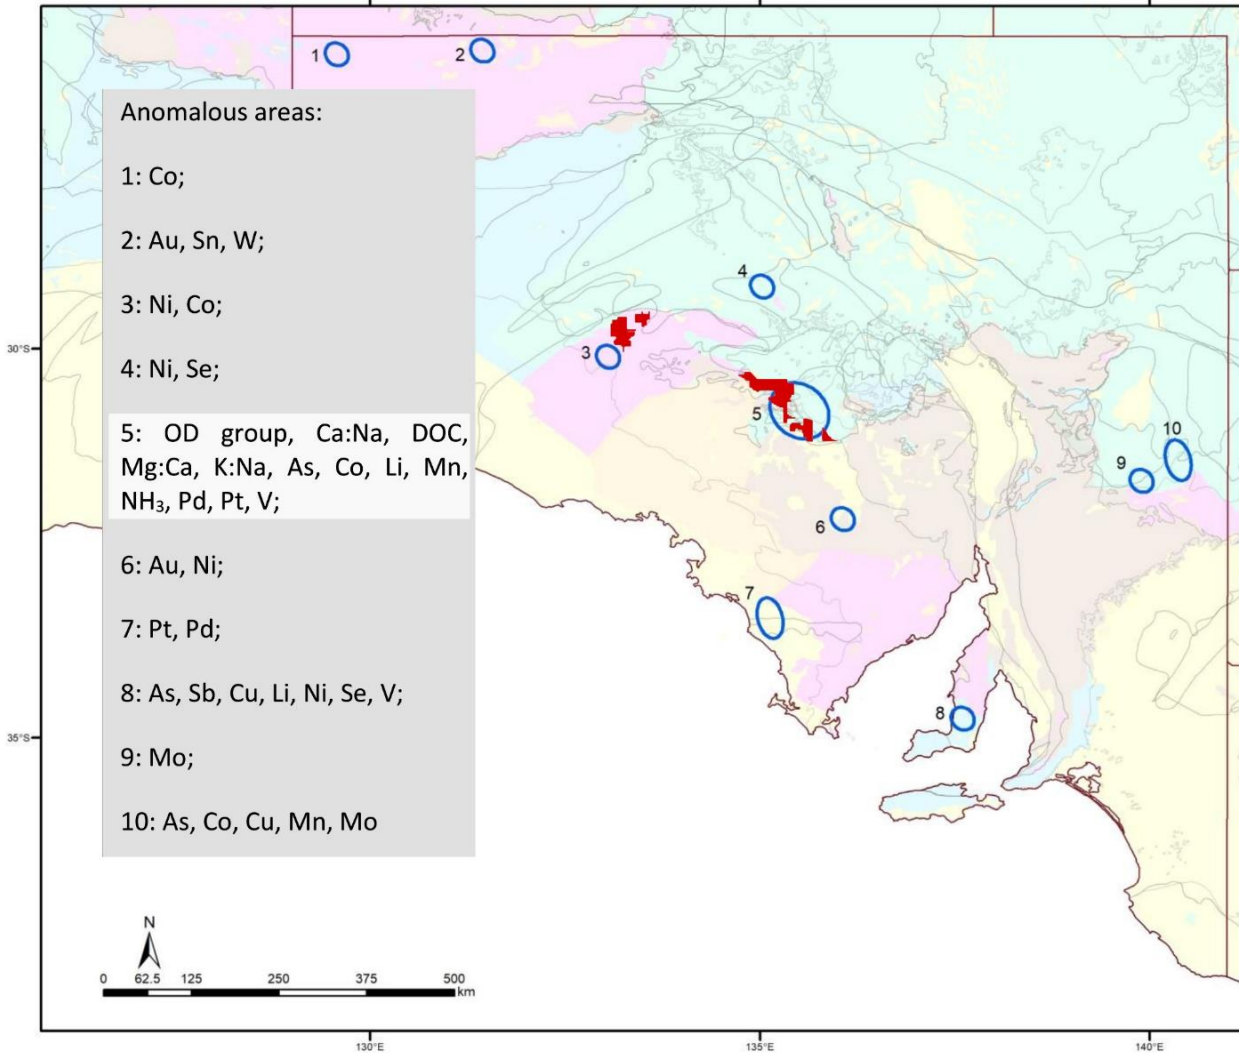 Anomalous areas:
1: Co;
2: Au, Sn, W;
3: Ni, Co;
4: Ni, Se;
5: OD group, Ca:Na, DOC,
Mg:Ca, K:Na, As, Co, Li, Mn,
NH₃, Pd, Pt, V;
6: Au, Ni;
7: Pt, Pd;
8: As, Sb, Cu, Li, Ni, Se, V;
9: Mo;
10: As, Co, Cu, Mn, Mo
1
2
4
3
5
10
9
6
7
8
30°S
35°S
N
0 62.5 125 250 375 500
km
130°E
135°E
140°E